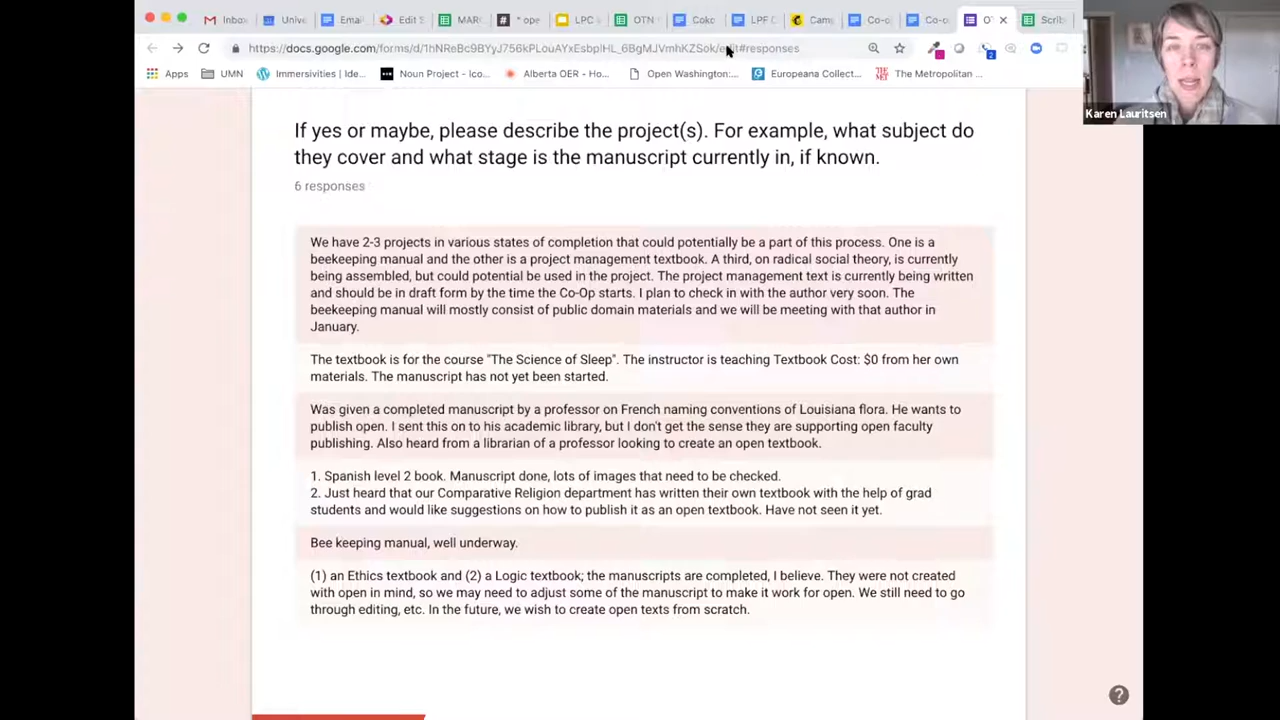 Gmail Inbo Unive Emai Edit S MAR * ope LPC OTN Coko LPF C Cam Co-o Co-o O Scrib
https://docs.google.com/forms/d/ edit#responses
Apps UMN Immersivities | Ide... Noun Project - Ico... Alberta OER - Ho... Open Washington:... Europeana Collect... The Metropolitan ...
2
Karen Lauritsen
If yes or maybe, please describe the project(s). For example, what subject do
they cover and what stage is the manuscript currently in, if known.
6 responses
We have 2-3 projects in various states of completion that could potentially be a part of this process. One is a
beekeeping manual and the other is a project management textbook. A third, on radical social theory, is currently
being assembled, but could potential be used in the project. The project management text is currently being written
and should be in draft form by the time the Co-Op starts. I plan to check in with the author very soon. The
beekeeping manual will mostly consist of public domain materials and we will be meeting with that author in
January.
The textbook is for the course "The Science of Sleep". The instructor is teaching Textbook Cost: $0 from her own
materials. The manuscript has not yet been started.
Was given a completed manuscript by a professor on French naming conventions of Louisiana flora. He wants to
publish open. I sent this on to his academic library, but I don't get the sense they are supporting open faculty
publishing. Also heard from a librarian of a professor looking to create an open textbook.
1. Spanish level 2 book. Manuscript done, lots of images that need to be checked.
2. Just heard that our Comparative Religion department has written their own textbook with the help of grad
students and would like suggestions on how to publish it as an open textbook. Have not seen it yet.
Bee keeping manual, well underway.
(1) an Ethics textbook and (2) a Logic textbook; the manuscripts are completed, I believe. They were not created
with open in mind, so we may need to adjust some of the manuscript to make it work for open. We still need to go
through editing, etc. In the future, we wish to create open texts from scratch.